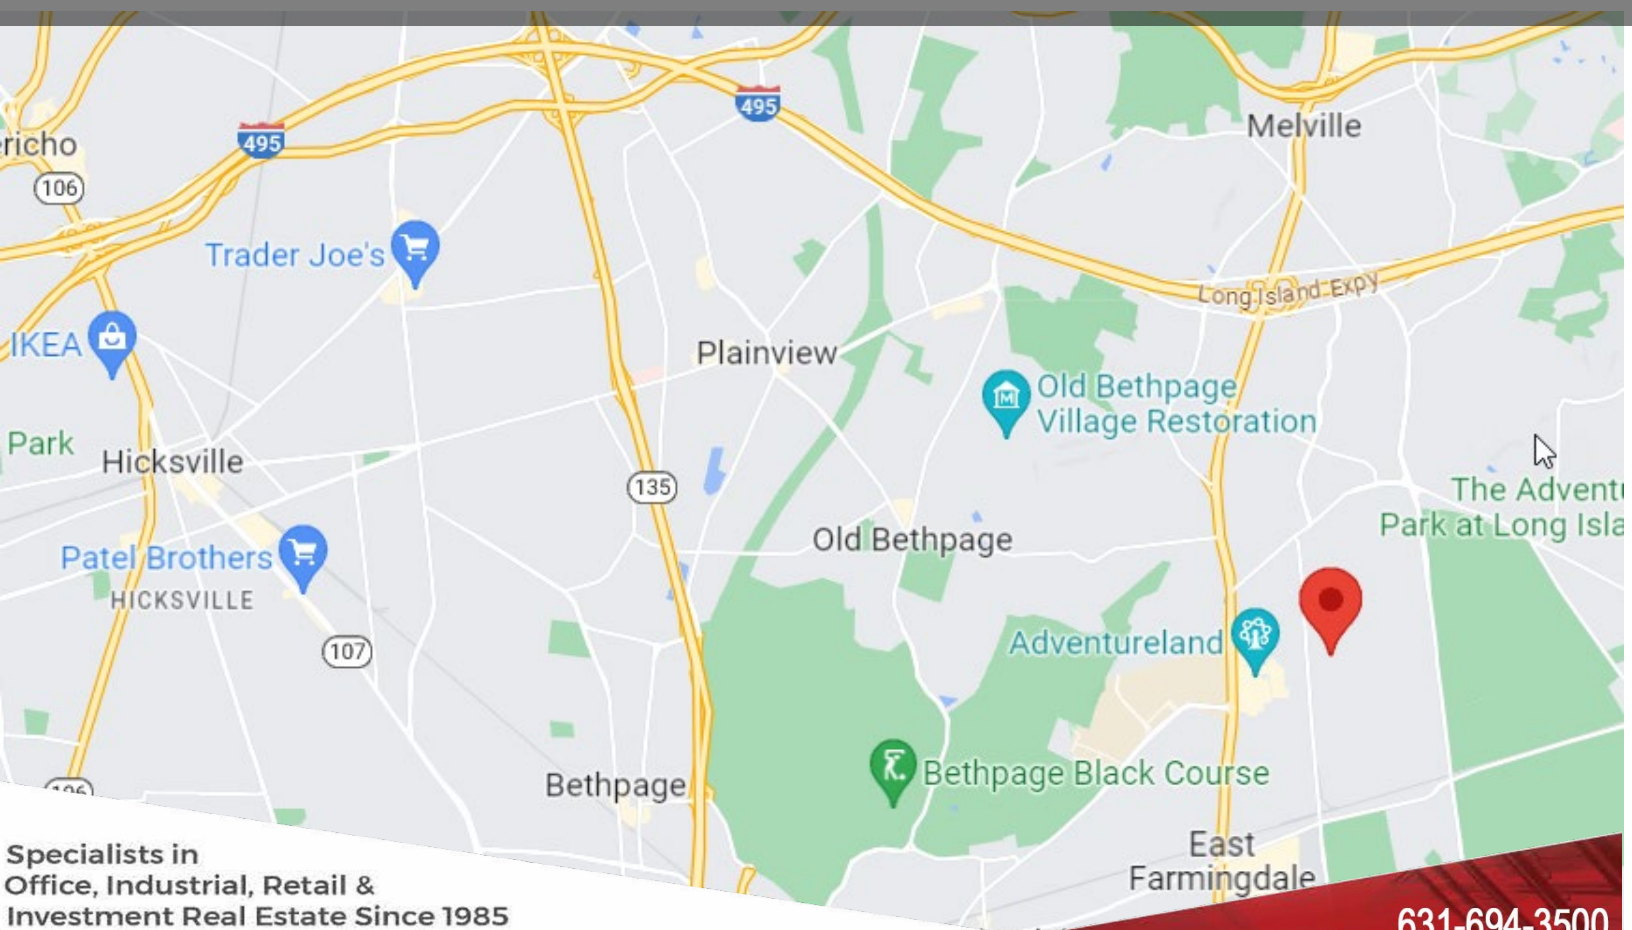 495
495
Melville
ericho
106
Trader Joe's
Long Island Expy
IKEA
Plainview
Old Bethpage
Village Restoration
Park
Hicksville
135
The Adventu
Park at Long Isla
Old Bethpage
Patel Brothers
HICKSVILLE
107
Adventureland
Bethpage Black Course
Bethpage
106
East
Farmingdale
Specialists in
Office, Industrial, Retail &
Investment Real Estate Since 1985
631-694-3500